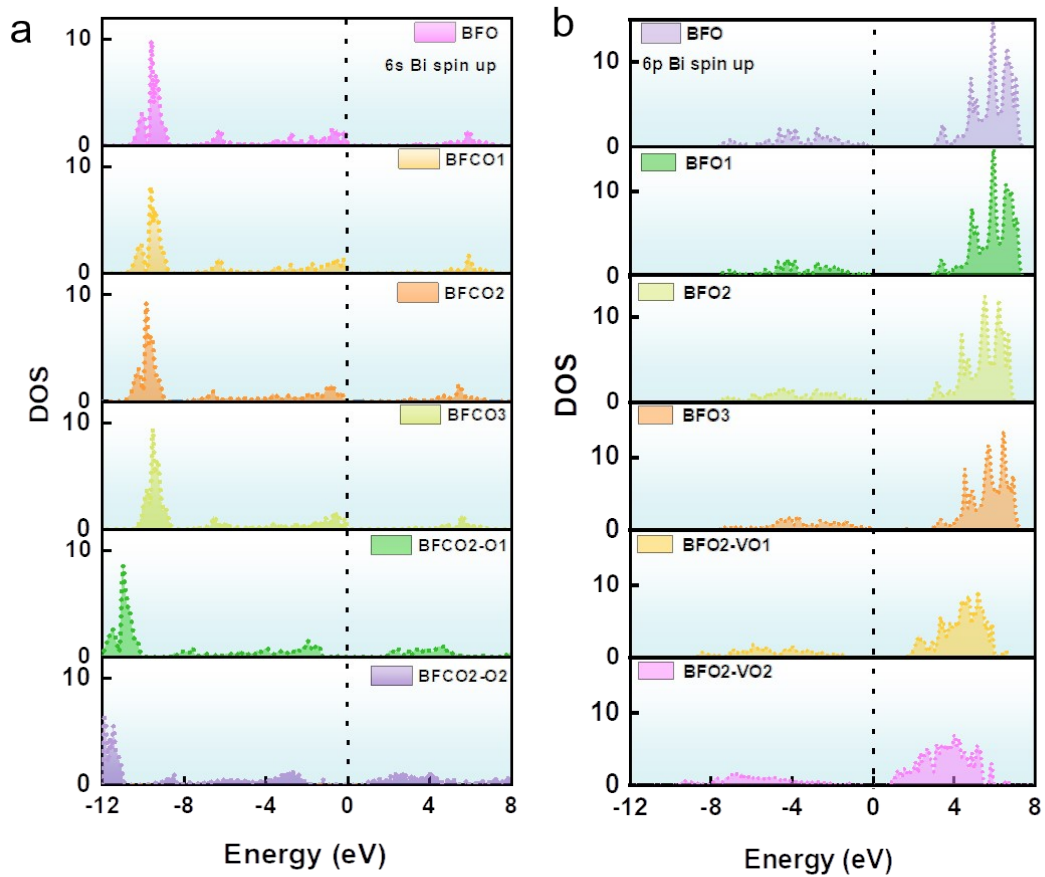 a
BFO
6s Bi spin up
10
0
BFCO1
10
0
BFCO2
10
0
BFCO3
10
0
BFCO2-O1
10
0
BFCO2-O2
10
0
DOS
-12 -8 -4 0 4 8
Energy (eV)
b
BFO
6p Bi spin up
10
0
BFO1
10
0
BFO2
10
0
BFO3
10
0
BFO2-VO1
10
0
BFO2-VO2
10
0
DOS
-12 -8 -4 0 4 8
Energy (eV)